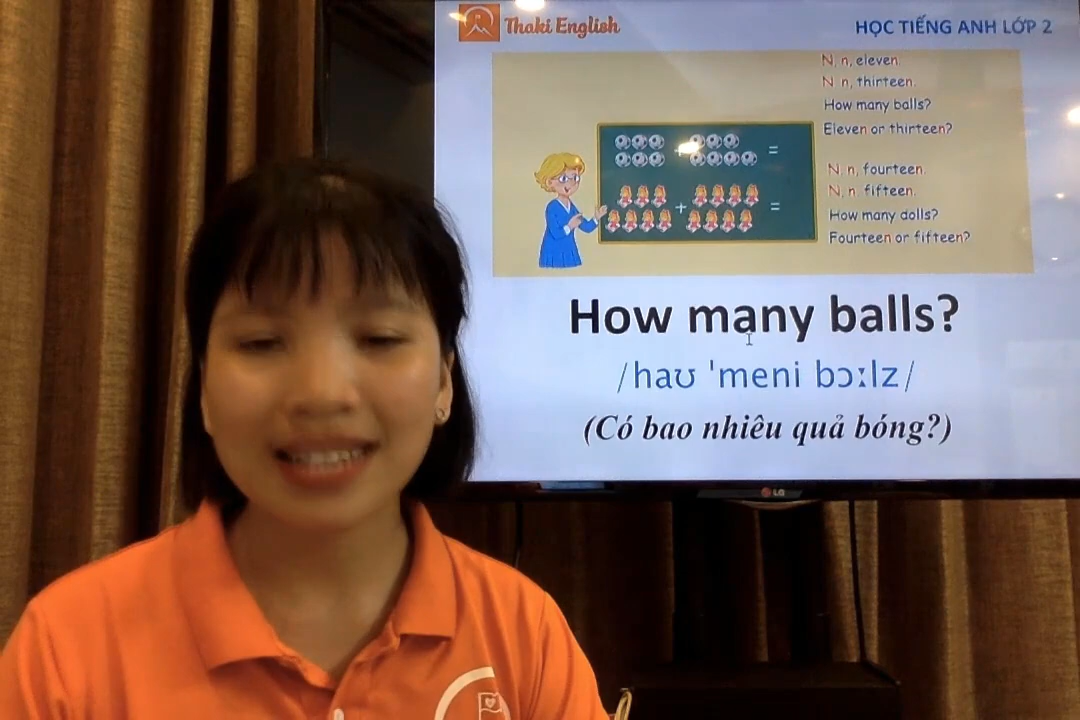 Thaki English
HỌC TIẾNG ANH LỚP 2
N, n, eleven.
N, n, thirteen.
How many balls?
Eleven or thirteen?
+ =
+ =
N, n, fourteen.
N, n, fifteen.
How many dolls?
Fourteen or fifteen?
How many balls?
/haʊ ˈmeni bɔːlz/
(Có bao nhiêu quả bóng?)
LG